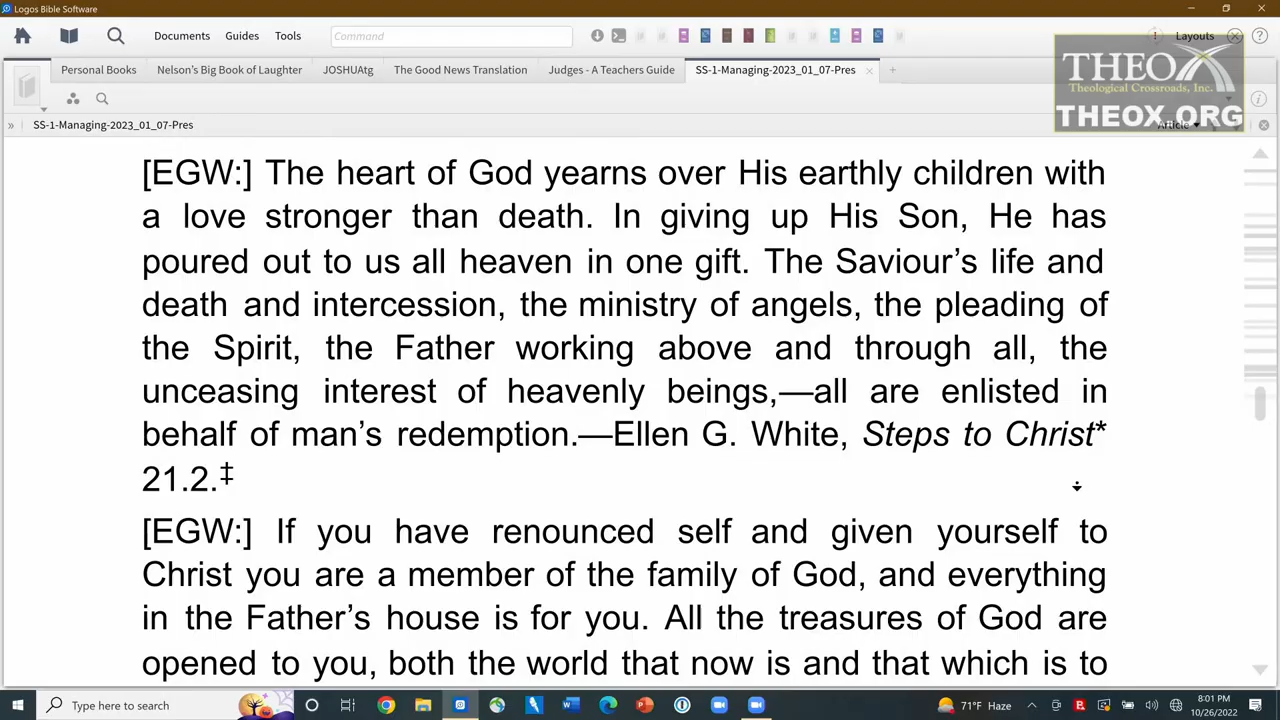 Logos Bible Software
Documents Guides Tools Command Layouts
Personal Books Nelson's Big Book of Laughter JOSHUAtg The Good News Translation Judges - A Teachers Guide SS-1-Managing-2023_01_07-Pres
THEOX
Theological Crossroads, Inc.
THEOX.ORG
SS-1-Managing-2023_01_07-Pres Article
[EGW:] The heart of God yearns over His earthly children with
a love stronger than death. In giving up His Son, He has
poured out to us all heaven in one gift. The Saviour’s life and
death and intercession, the ministry of angels, the pleading of
the Spirit, the Father working above and through all, the
unceasing interest of heavenly beings,—all are enlisted in
behalf of man’s redemption.—Ellen G. White, Steps to Christ*
21.2.‡
[EGW:] If you have renounced self and given yourself to
Christ you are a member of the family of God, and everything
in the Father’s house is for you. All the treasures of God are
opened to you, both the world that now is and that which is to
Type here to search 71°F Haze 8:01 PM
10/26/2022